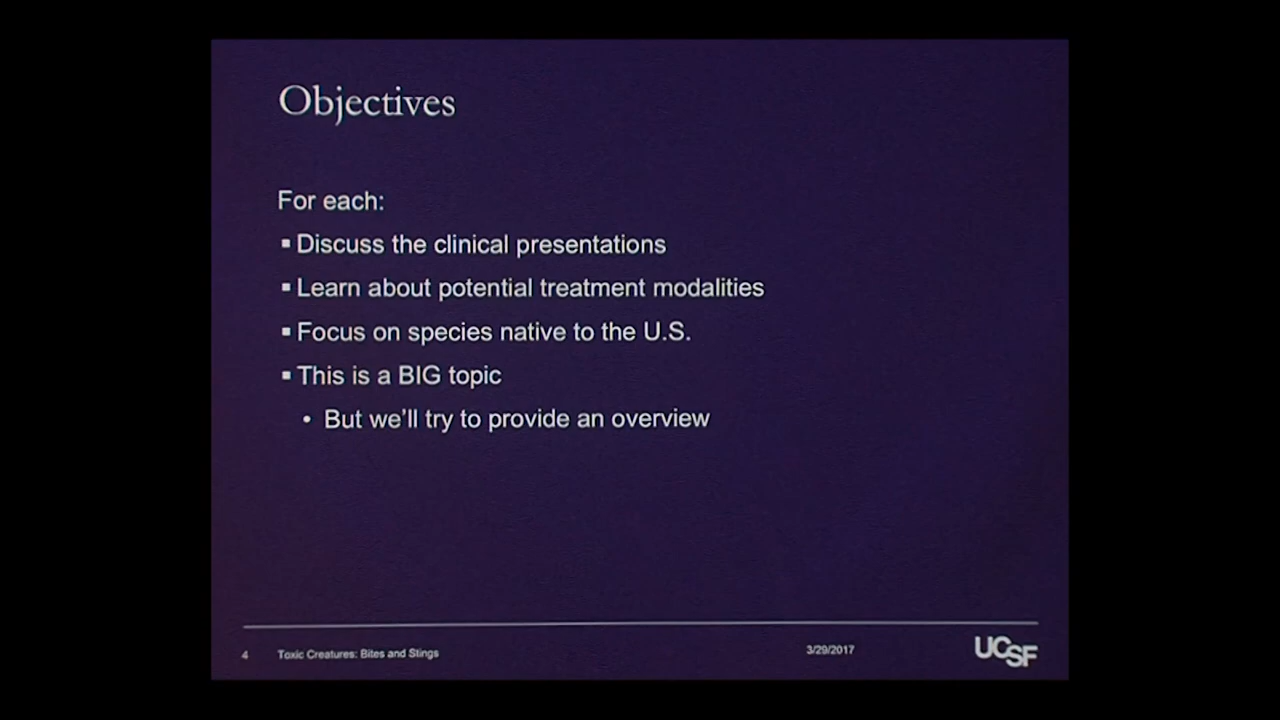 Objectives
For each:
▪ Discuss the clinical presentations
▪ Learn about potential treatment modalities
▪ Focus on species native to the U.S.
▪ This is a BIG topic
• But we’ll try to provide an overview
4 Toxic Creatures: Bites and Stings 3/29/2017 UCSF